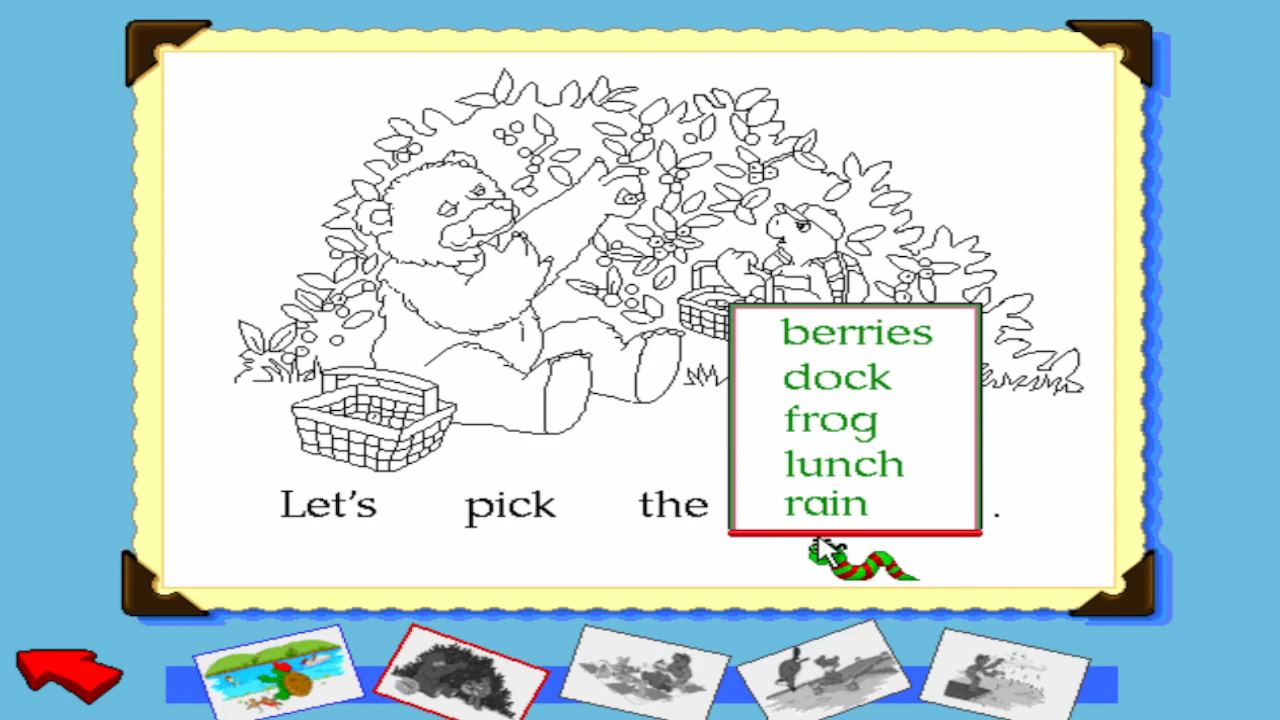 berries
dock
frog
lunch
rain
Let's pick the .